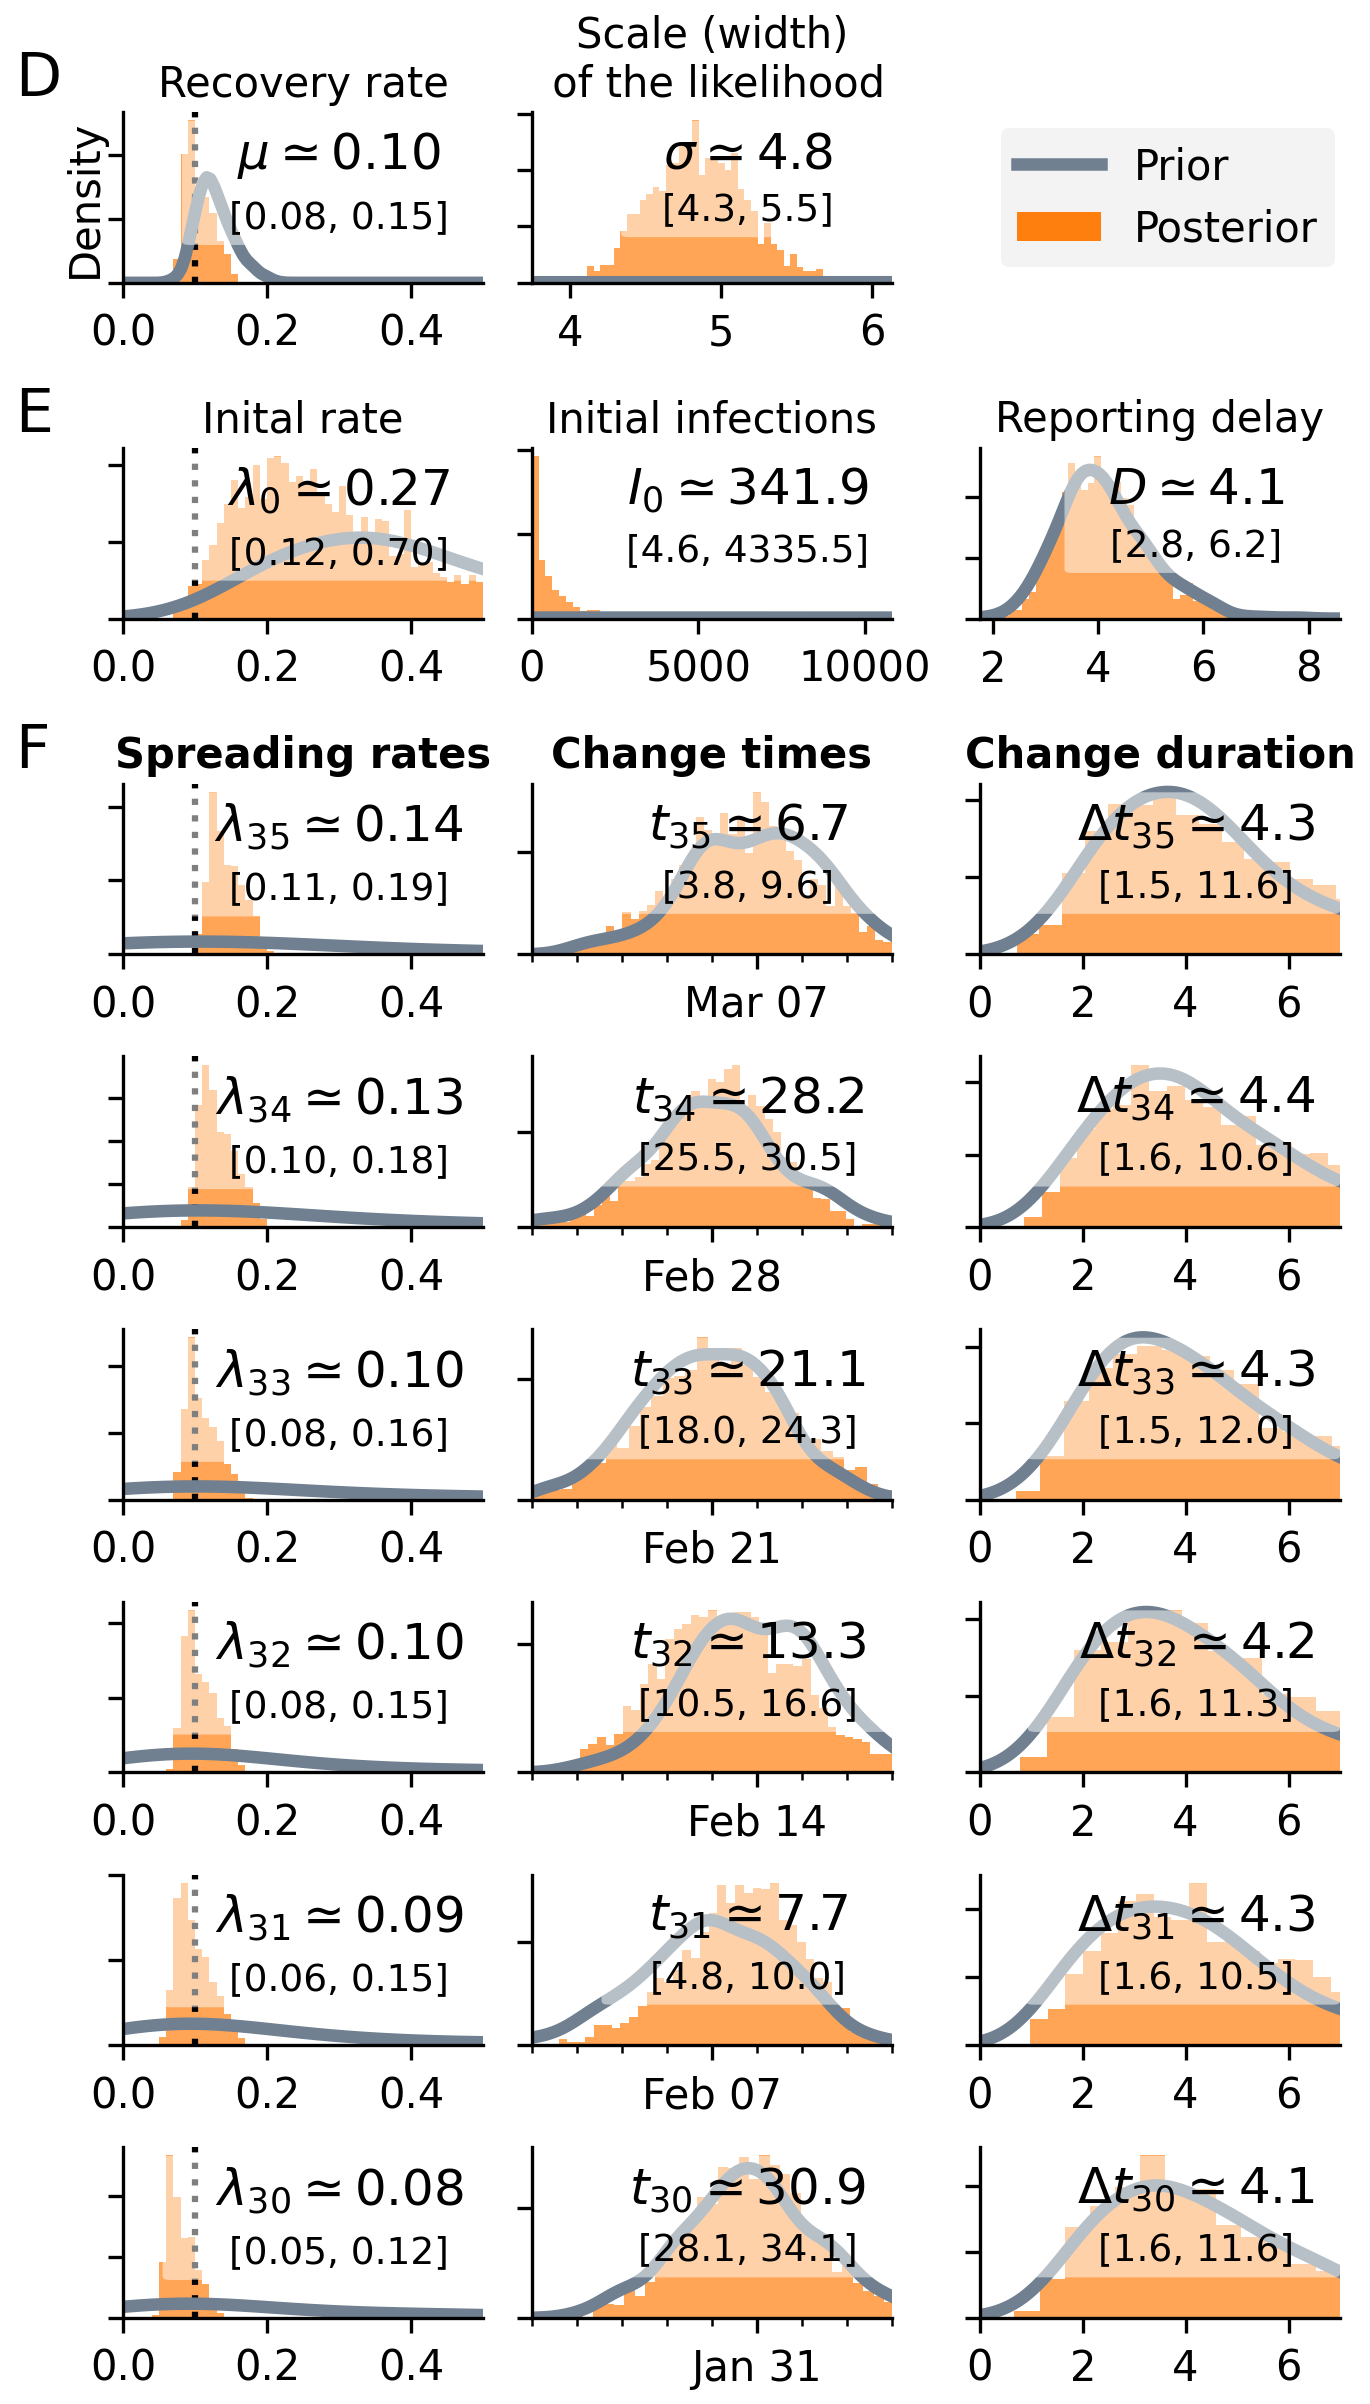 D
Recovery rate
Scale (width)
of the likelihood
Density
μ ≃ 0.10
[0.08, 0.15]
0.0 0.2 0.4
σ ≃ 4.8
[4.3, 5.5]
4 5 6
Prior
Posterior
E
Inital rate
λ0 ≃ 0.27
[0.12, 0.70]
0.0 0.2 0.4
Initial infections
I0 ≃ 341.9
[4.6, 4335.5]
0 5000 10000
Reporting delay
D ≃ 4.1
[2.8, 6.2]
2 4 6 8
F
Spreading rates
Change times
Change duration
λ35 ≃ 0.14
[0.11, 0.19]
0.0 0.2 0.4
t35 ≃ 6.7
[3.8, 9.6]
Mar 07
Δt35 ≃ 4.3
[1.5, 11.6]
0 2 4 6
λ34 ≃ 0.13
[0.10, 0.18]
0.0 0.2 0.4
t34 ≃ 28.2
[25.5, 30.5]
Feb 28
Δt34 ≃ 4.4
[1.6, 10.6]
0 2 4 6
λ33 ≃ 0.10
[0.08, 0.16]
0.0 0.2 0.4
t33 ≃ 21.1
[18.0, 24.3]
Feb 21
Δt33 ≃ 4.3
[1.5, 12.0]
0 2 4 6
λ32 ≃ 0.10
[0.08, 0.15]
0.0 0.2 0.4
t32 ≃ 13.3
[10.5, 16.6]
Feb 14
Δt32 ≃ 4.2
[1.6, 11.3]
0 2 4 6
λ31 ≃ 0.09
[0.06, 0.15]
0.0 0.2 0.4
t31 ≃ 7.7
[4.8, 10.0]
Feb 07
Δt31 ≃ 4.3
[1.6, 10.5]
0 2 4 6
λ30 ≃ 0.08
[0.05, 0.12]
0.0 0.2 0.4
t30 ≃ 30.9
[28.1, 34.1]
Jan 31
Δt30 ≃ 4.1
[1.6, 11.6]
0 2 4 6